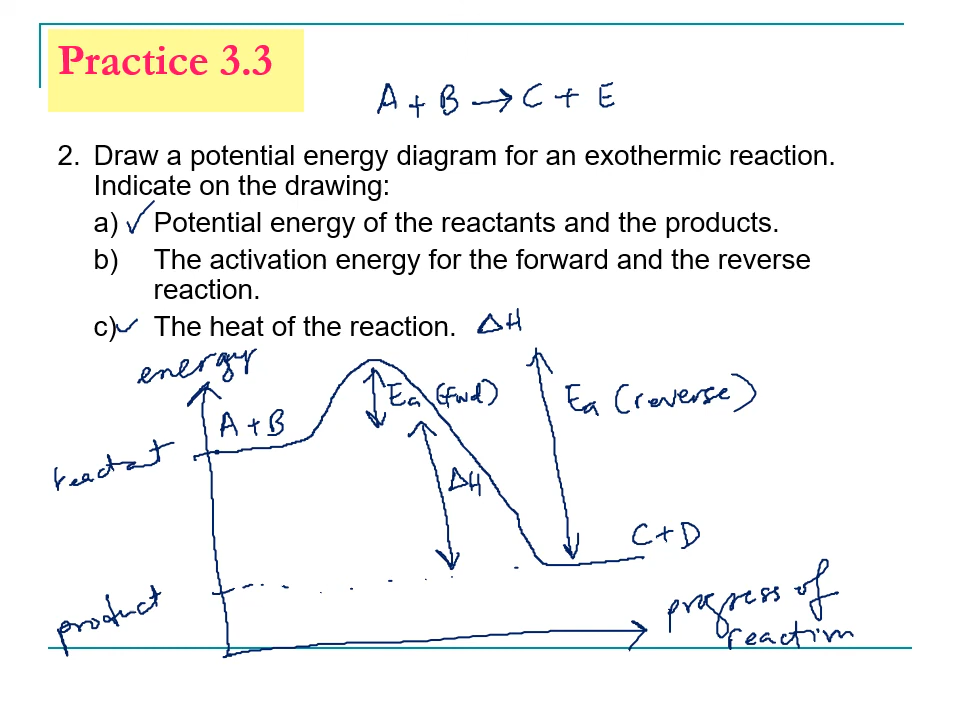 Practice 3.3
A + B → C + E
2. Draw a potential energy diagram for an exothermic reaction.
Indicate on the drawing:
a) ✓ Potential energy of the reactants and the products.
b) The activation energy for the forward and the reverse
reaction.
c) ✓ The heat of the reaction. ΔH
energy
A + B
Ea (fwd)
Ea (reverse)
reactant
ΔH
C + D
product
progress of
reaction